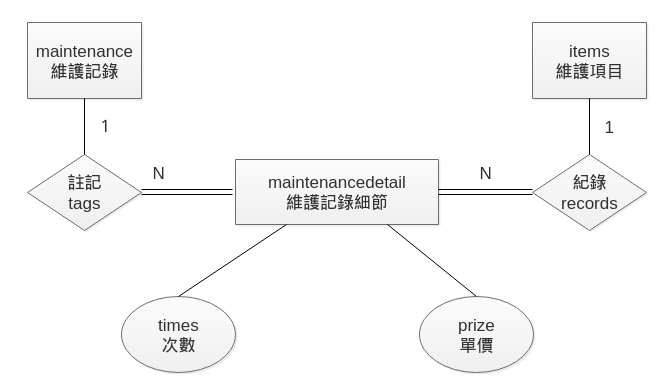 maintenance
維護記錄
items
維護項目
1
1
註記
tags
N
maintenancedetail
維護記錄細節
N
紀錄
records
times
次數
prize
單價